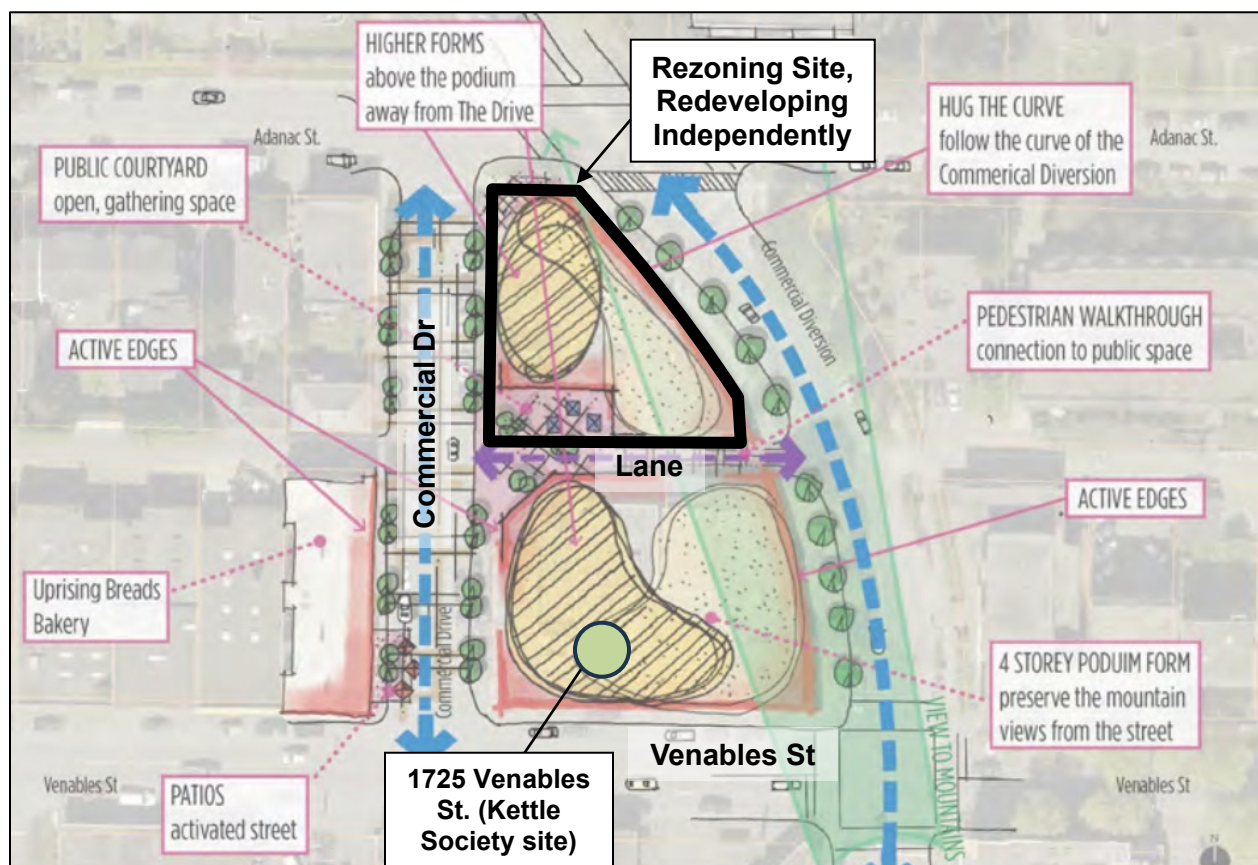 HIGHER FORMS
above the podium
away from The Drive
Rezoning Site,
Redeveloping
Independently
HUG THE CURVE
follow the curve of the
Commerical Diversion
Adanac St.
Adanac St.
PUBLIC COURTYARD
open, gathering space
Commercial Diversion
PEDESTRIAN WALKTHROUGH
connection to public space
ACTIVE EDGES
Commercial Dr
Lane
ACTIVE EDGES
Uprising Breads
Bakery
Commercial Drive
4 STOREY PODUIM FORM
preserve the mountain
views from the street
VIEW TO MOUNTAINS
Venables St
Venables St
Venables St
PATIOS
activated street
1725 Venables
St. (Kettle
Society site)
N